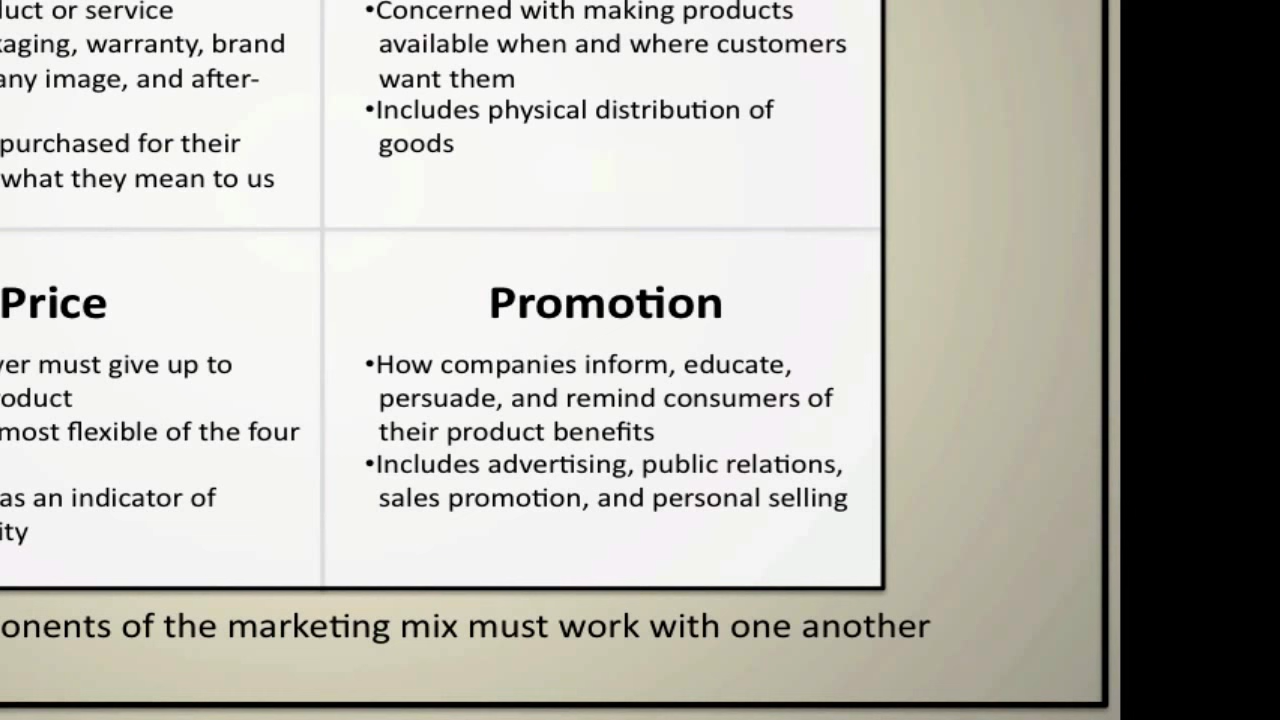 duct or service
kaging, warranty, brand
any image, and after-
purchased for their
what they mean to us
•Concerned with making products
available when and where customers
want them
•Includes physical distribution of
goods
Price
yer must give up to
roduct
most flexible of the four
as an indicator of
ity
Promotion
•How companies inform, educate,
persuade, and remind consumers of
their product benefits
•Includes advertising, public relations,
sales promotion, and personal selling
onents of the marketing mix must work with one another